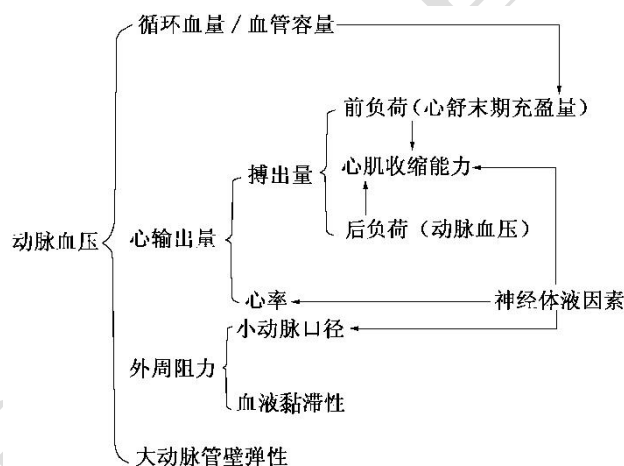 循环血量 / 血管容量
前负荷(心舒末期充盈量)
搏出量
心肌收缩能力
动脉血压
心输出量
后负荷(动脉血压)
心率
神经体液因素
小动脉口径
外周阻力
血液黏滞性
大动脉管壁弹性